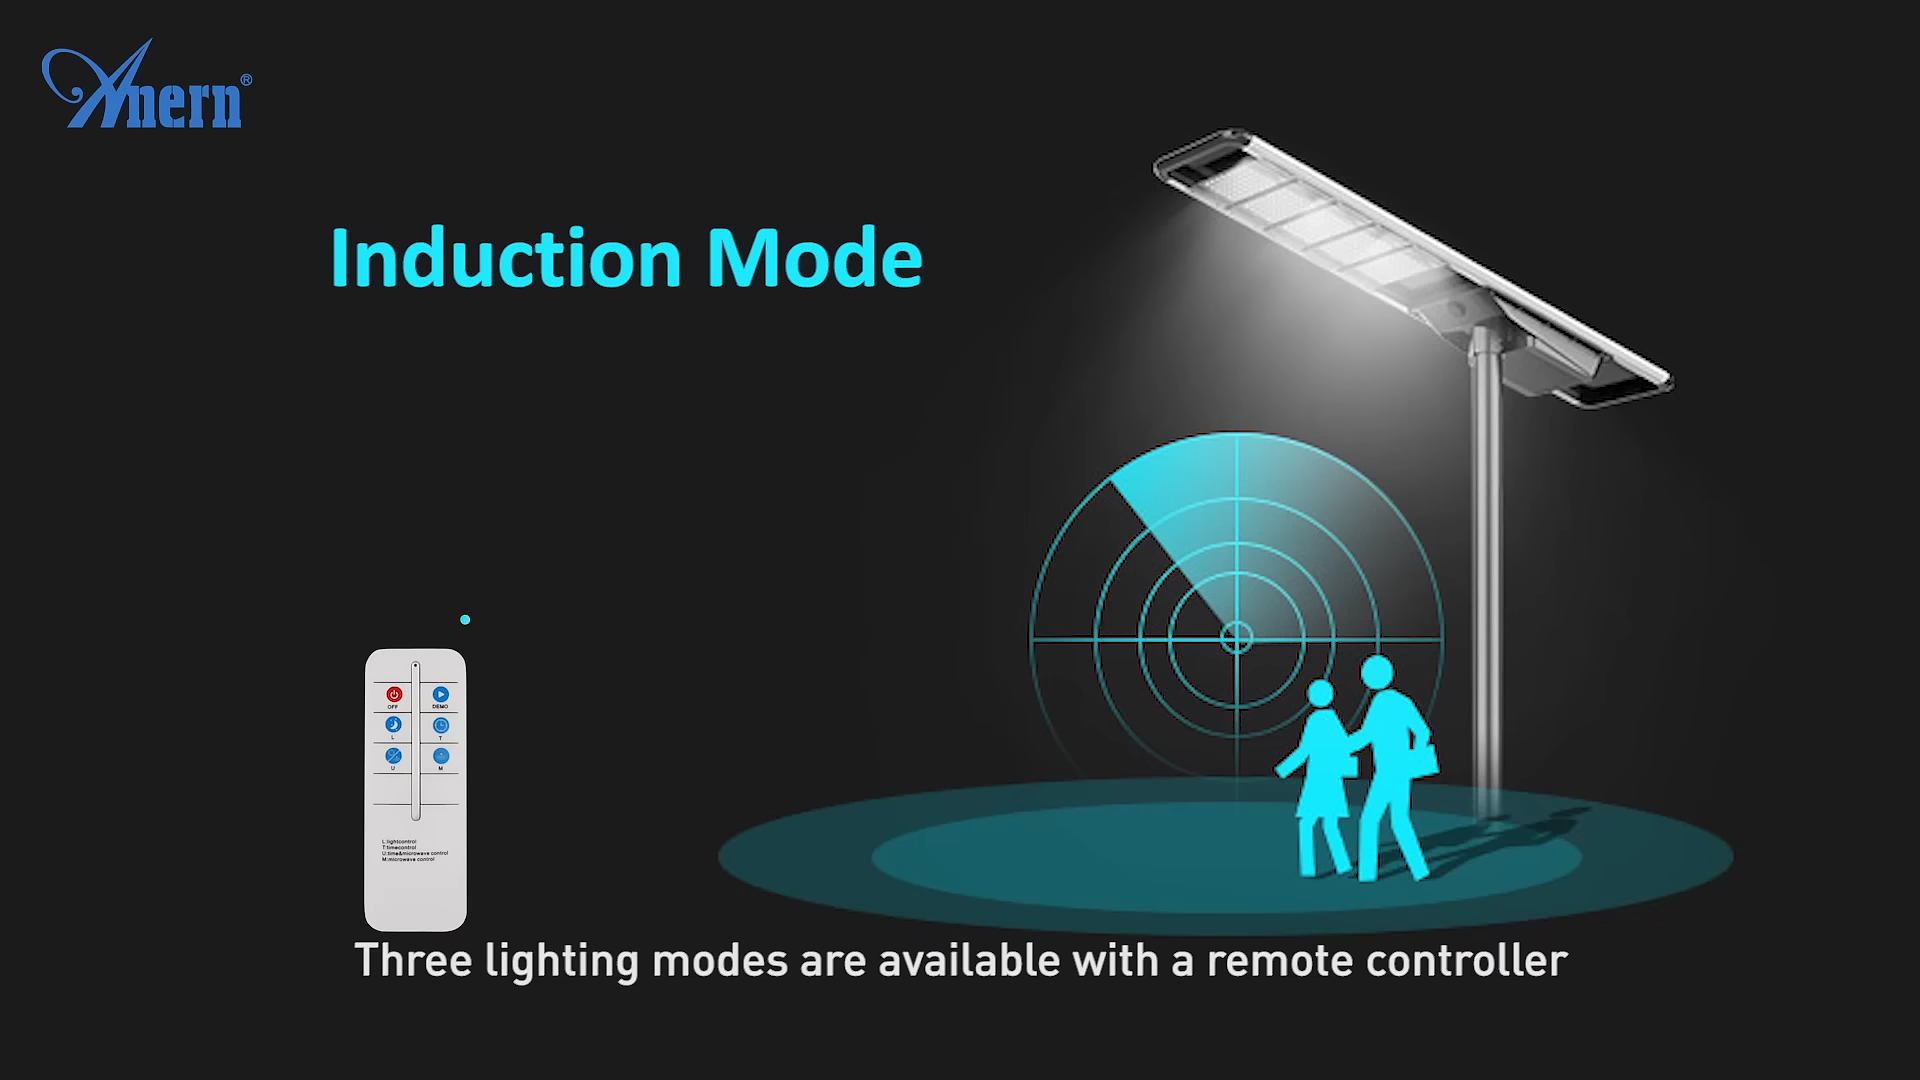 Anern®
Induction Mode
OFF DEMO
L T
U M
L:lightcontrol
T:timecontrol
U:time&microwave control
M:microwave control
Three lighting modes are available with a remote controller